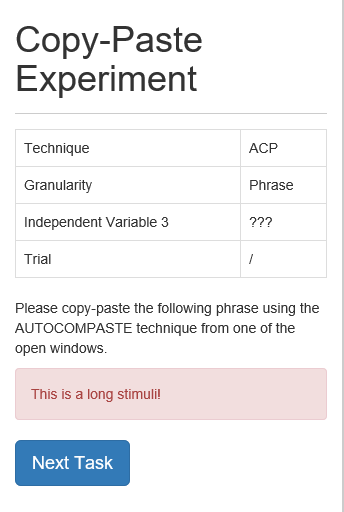 Copy-Paste
Experiment
Technique ACP
Granularity Phrase
Independent Variable 3 ???
Trial /
Please copy-paste the following phrase using the
AUTOCOMPASTE technique from one of the
open windows.
This is a long stimuli!
Next Task